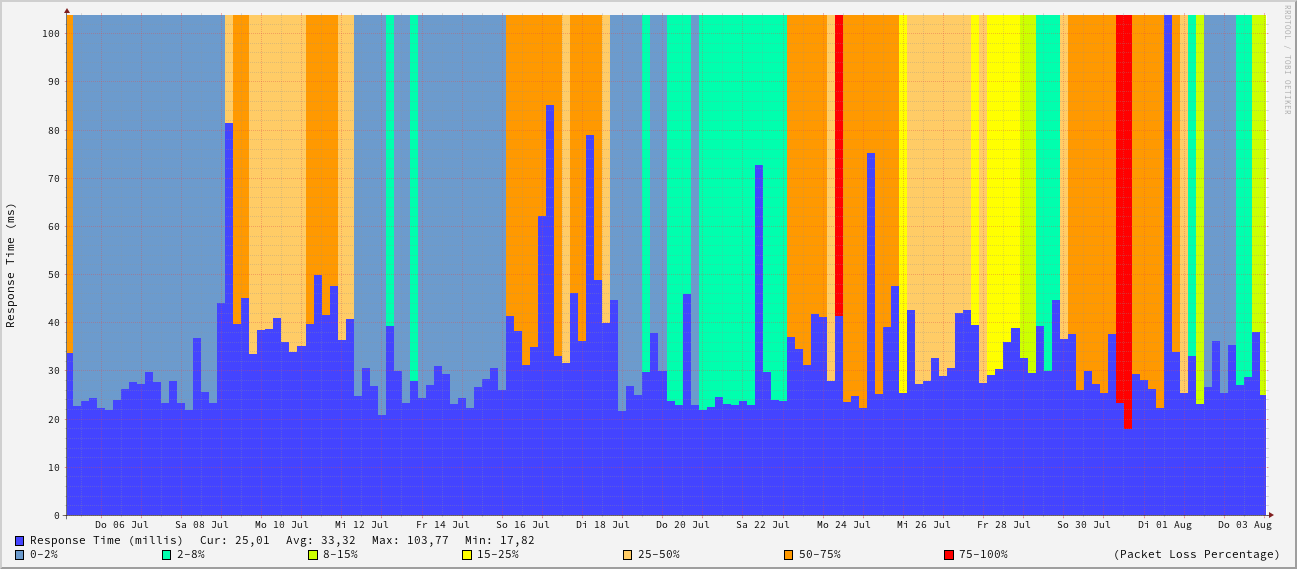 RRDTOOL / TOBI OETIKER
Response Time (ms)
100
90
80
70
60
50
40
30
20
10
0
Do 06 Jul Sa 08 Jul Mo 10 Jul Mi 12 Jul Fr 14 Jul So 16 Jul Di 18 Jul Do 20 Jul Sa 22 Jul Mo 24 Jul Mi 26 Jul Fr 28 Jul So 30 Jul Di 01 Aug Do 03 Aug
Response Time (millis) Cur: 25,01 Avg: 33,32 Max: 103,77 Min: 17,82
0-2% 2-8% 8-15% 15-25% 25-50% 50-75% 75-100% (Packet Loss Percentage)